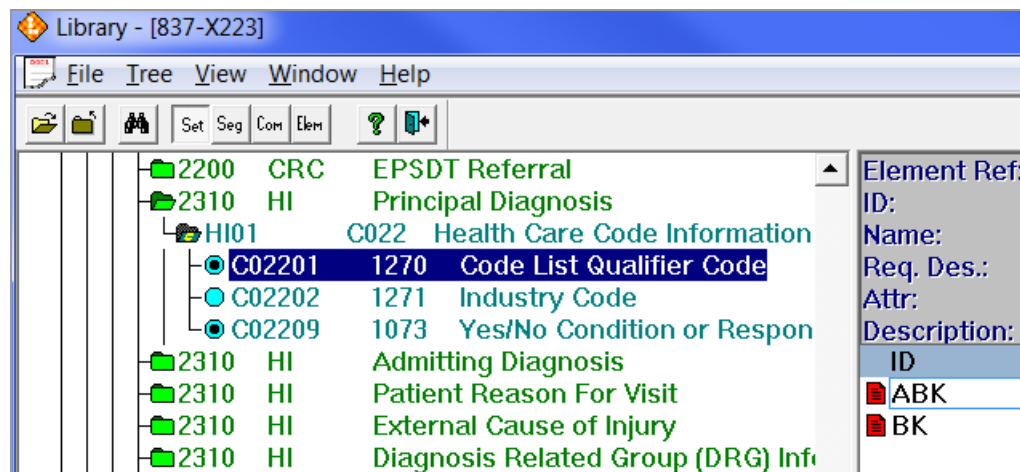 Library - [837-X223]
File Tree View Window Help
Set Seg Com Elem
2200 CRC EPSDT Referral
2310 HI Principal Diagnosis
HI01 C022 Health Care Code Information
C02201 1270 Code List Qualifier Code
C02202 1271 Industry Code
C02209 1073 Yes/No Condition or Respon
2310 HI Admitting Diagnosis
2310 HI Patient Reason For Visit
2310 HI External Cause of Injury
2310 HI Diagnosis Related Group (DRG) Inf
Element Ref:
ID:
Name:
Req. Des.:
Attr:
Description:
ID
ABK
BK